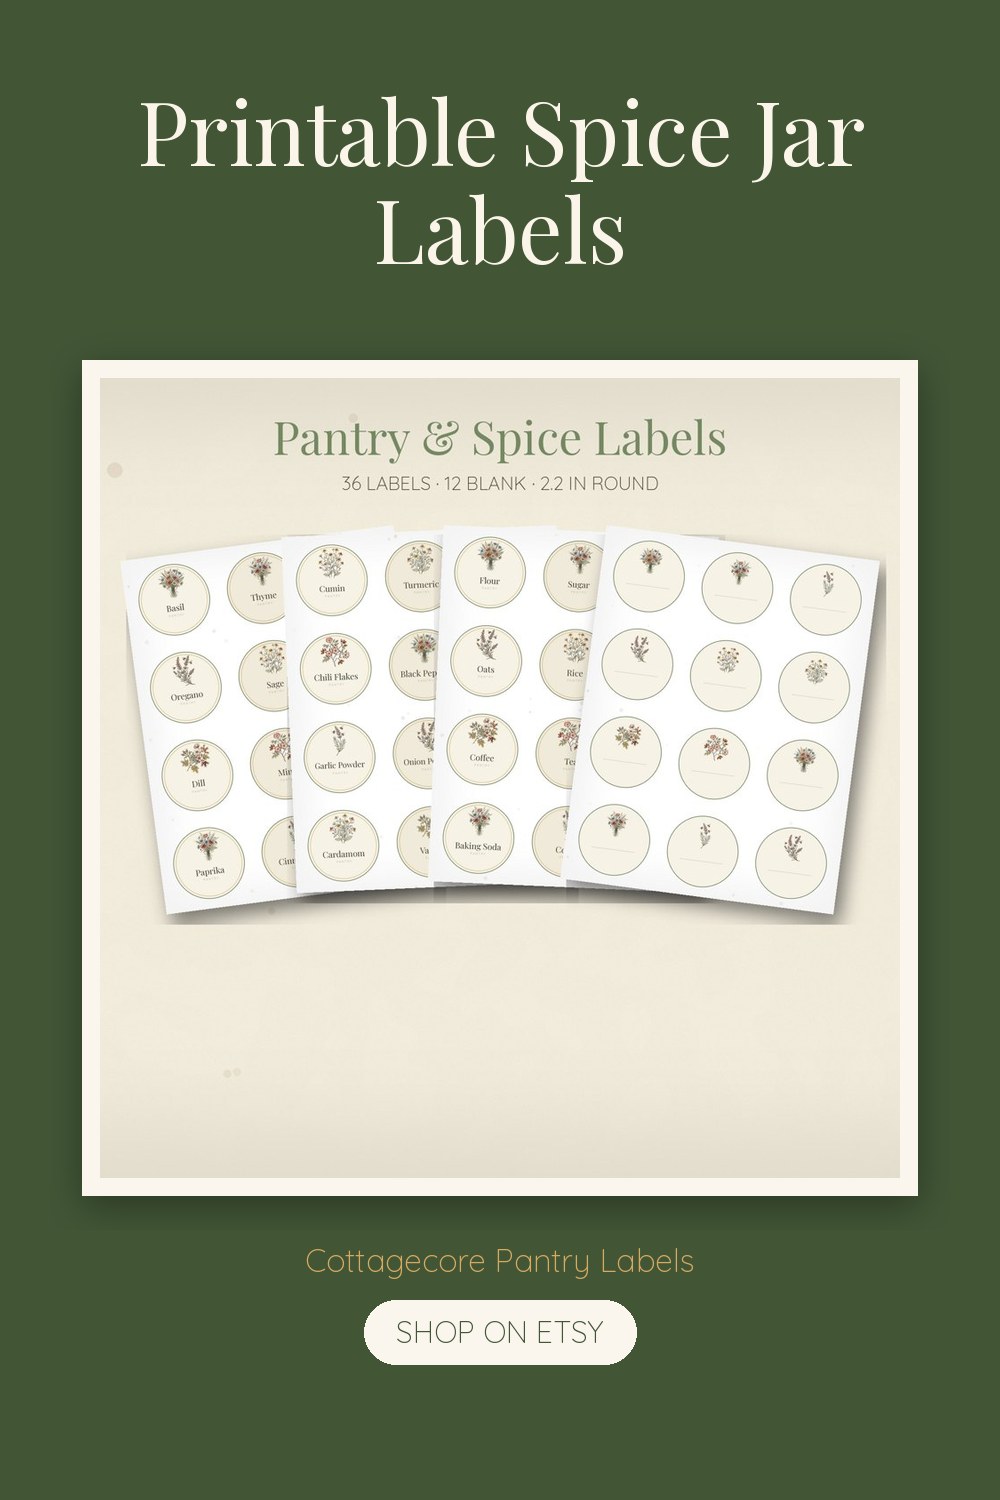 Printable Spice Jar
Labels
Pantry & Spice Labels
36 LABELS · 12 BLANK · 2.2 IN ROUND
Basil
Thyme
Oregano
Sage
Dill
Paprika
Cumin
Turmeric
Chili Flakes
Black
Garlic Powder
Onion
Cardamom
Flour
Sugar
Oats
Rice
Coffee
Baking Soda
Cottagecore Pantry Labels
SHOP ON ETSY